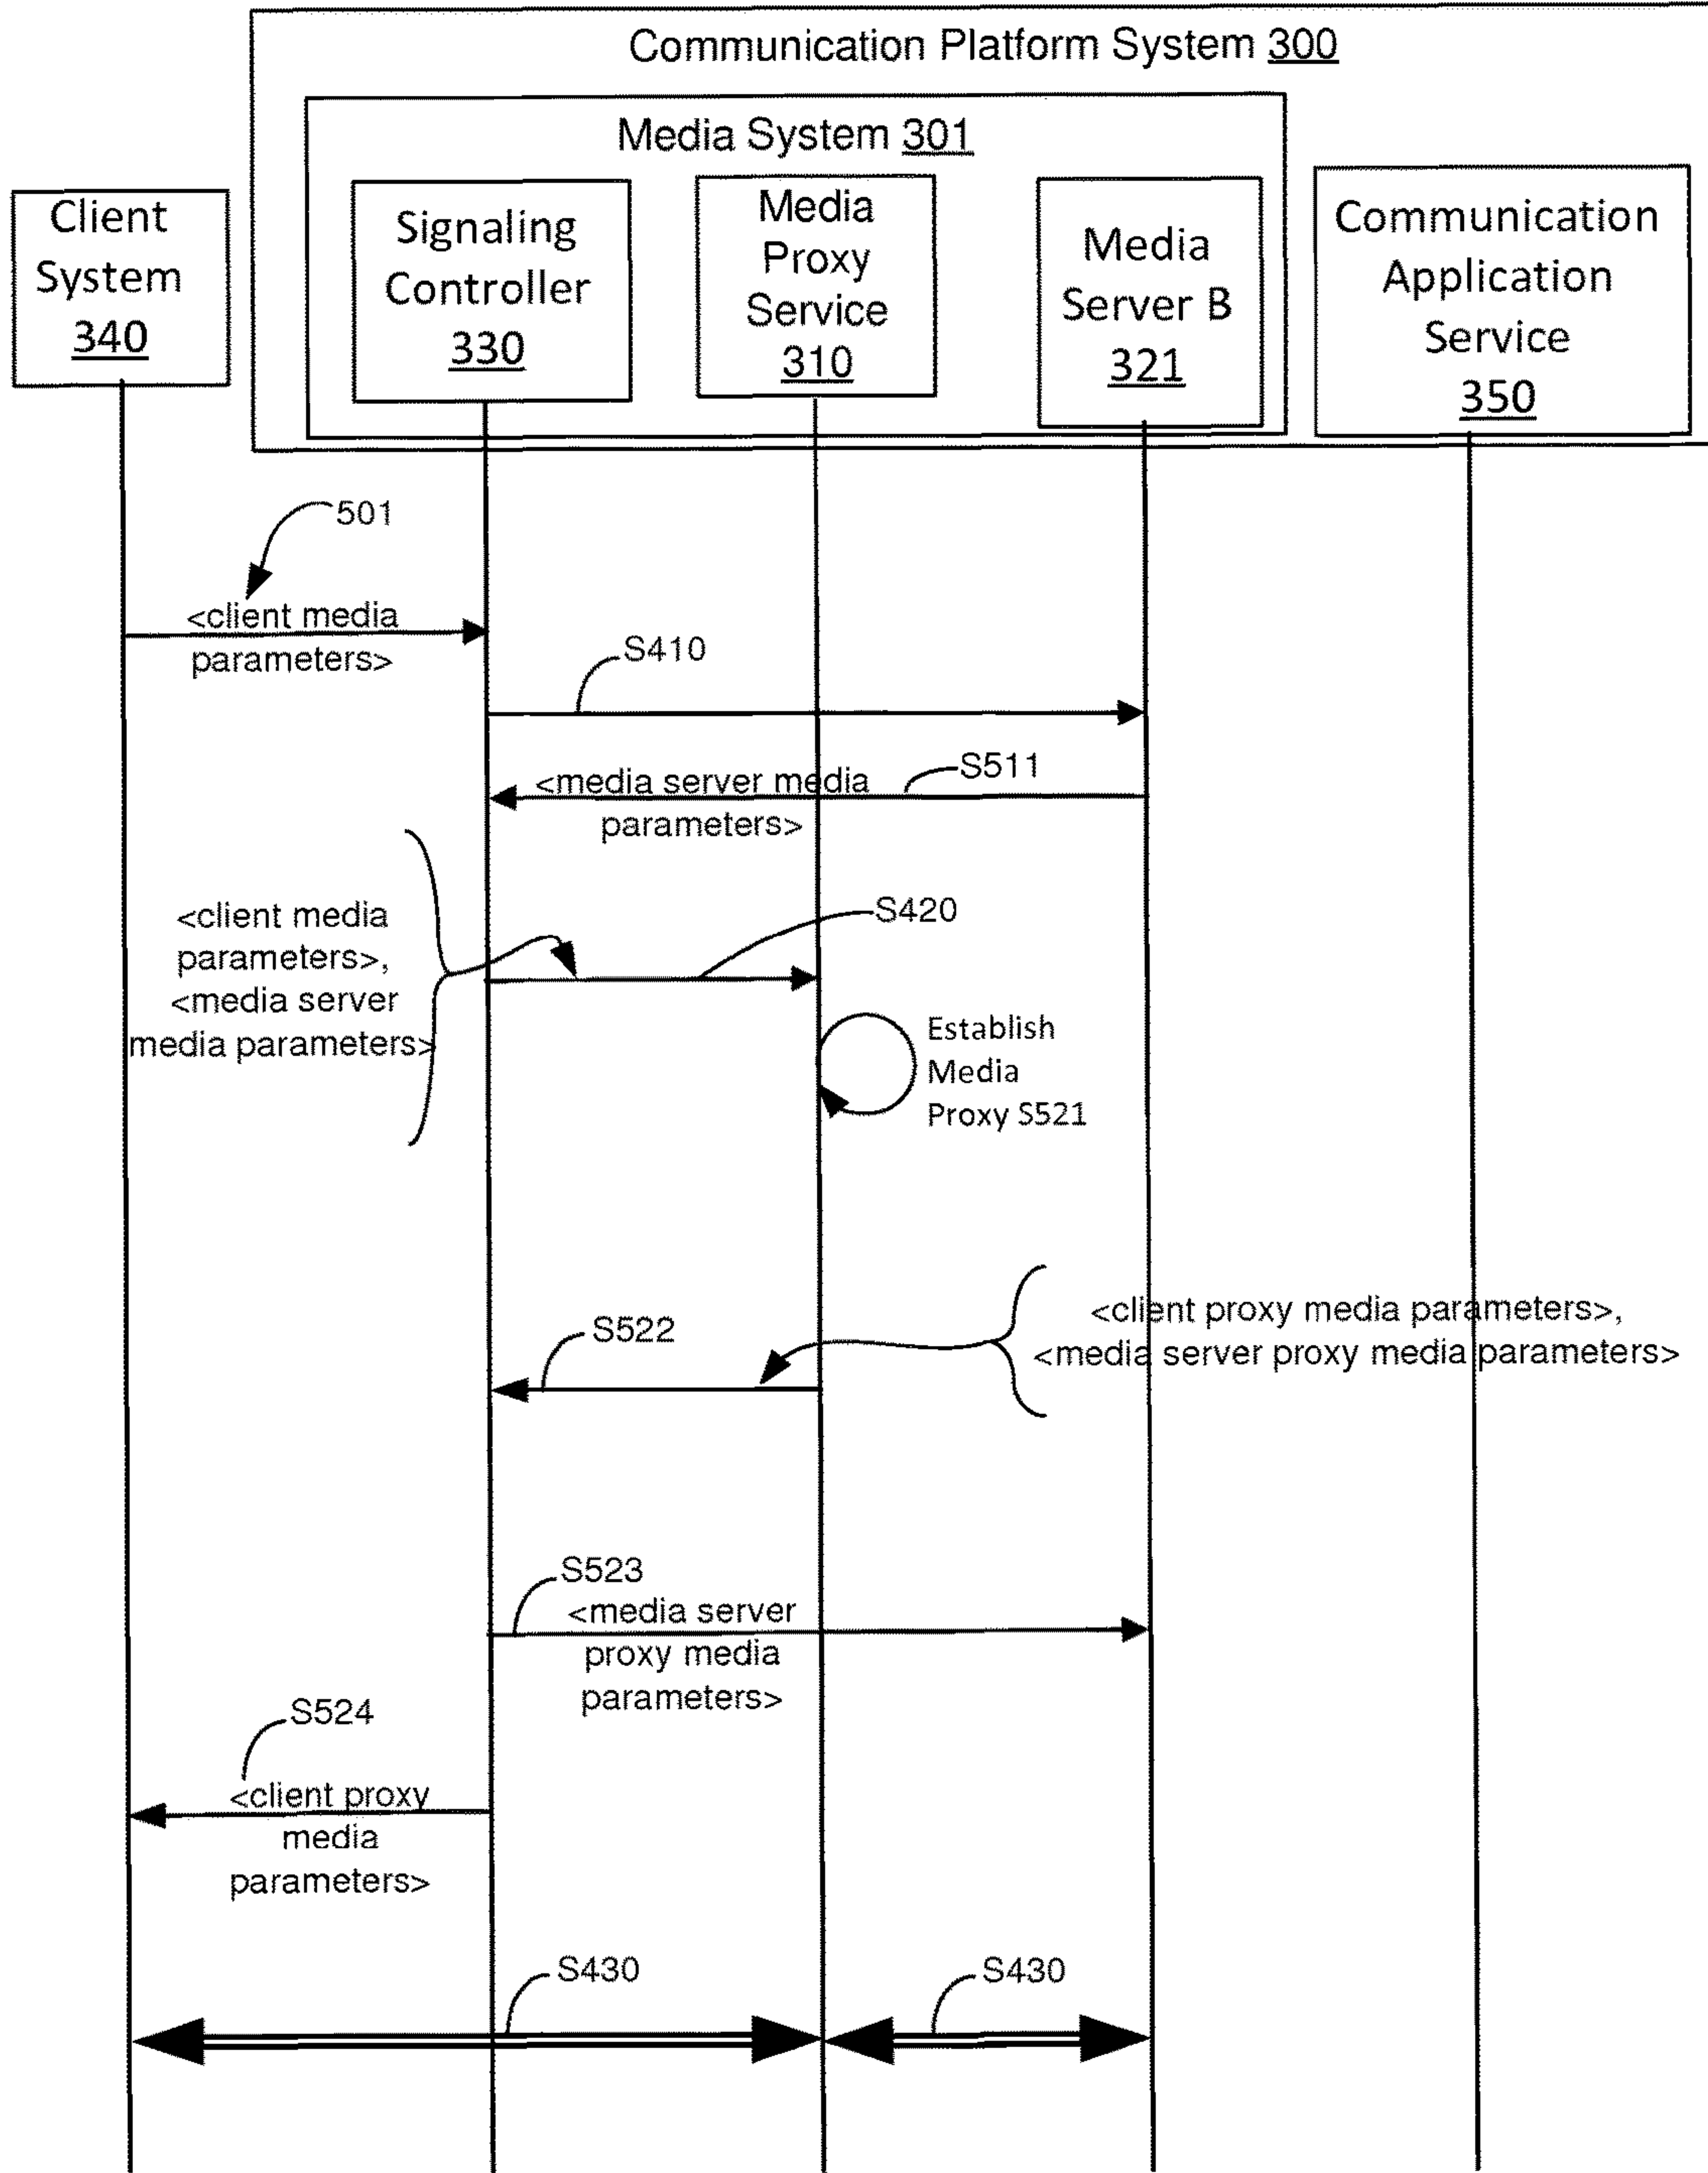 Communication Platform System 300
Media System 301
Client
System
340
Signaling
Controller
330
Media
Proxy
Service
310
Media
Server B
321
Communication
Application
Service
350
501
<client media
parameters>
S410
S511
<media server media
parameters>
<client media
parameters>,
<media server
media parameters>
S420
Establish
Media
Proxy S521
<client proxy media parameters>,
<media server proxy media parameters>
S522
S523
<media server
proxy media
parameters>
S524
<client proxy
media
parameters>
S430
S430